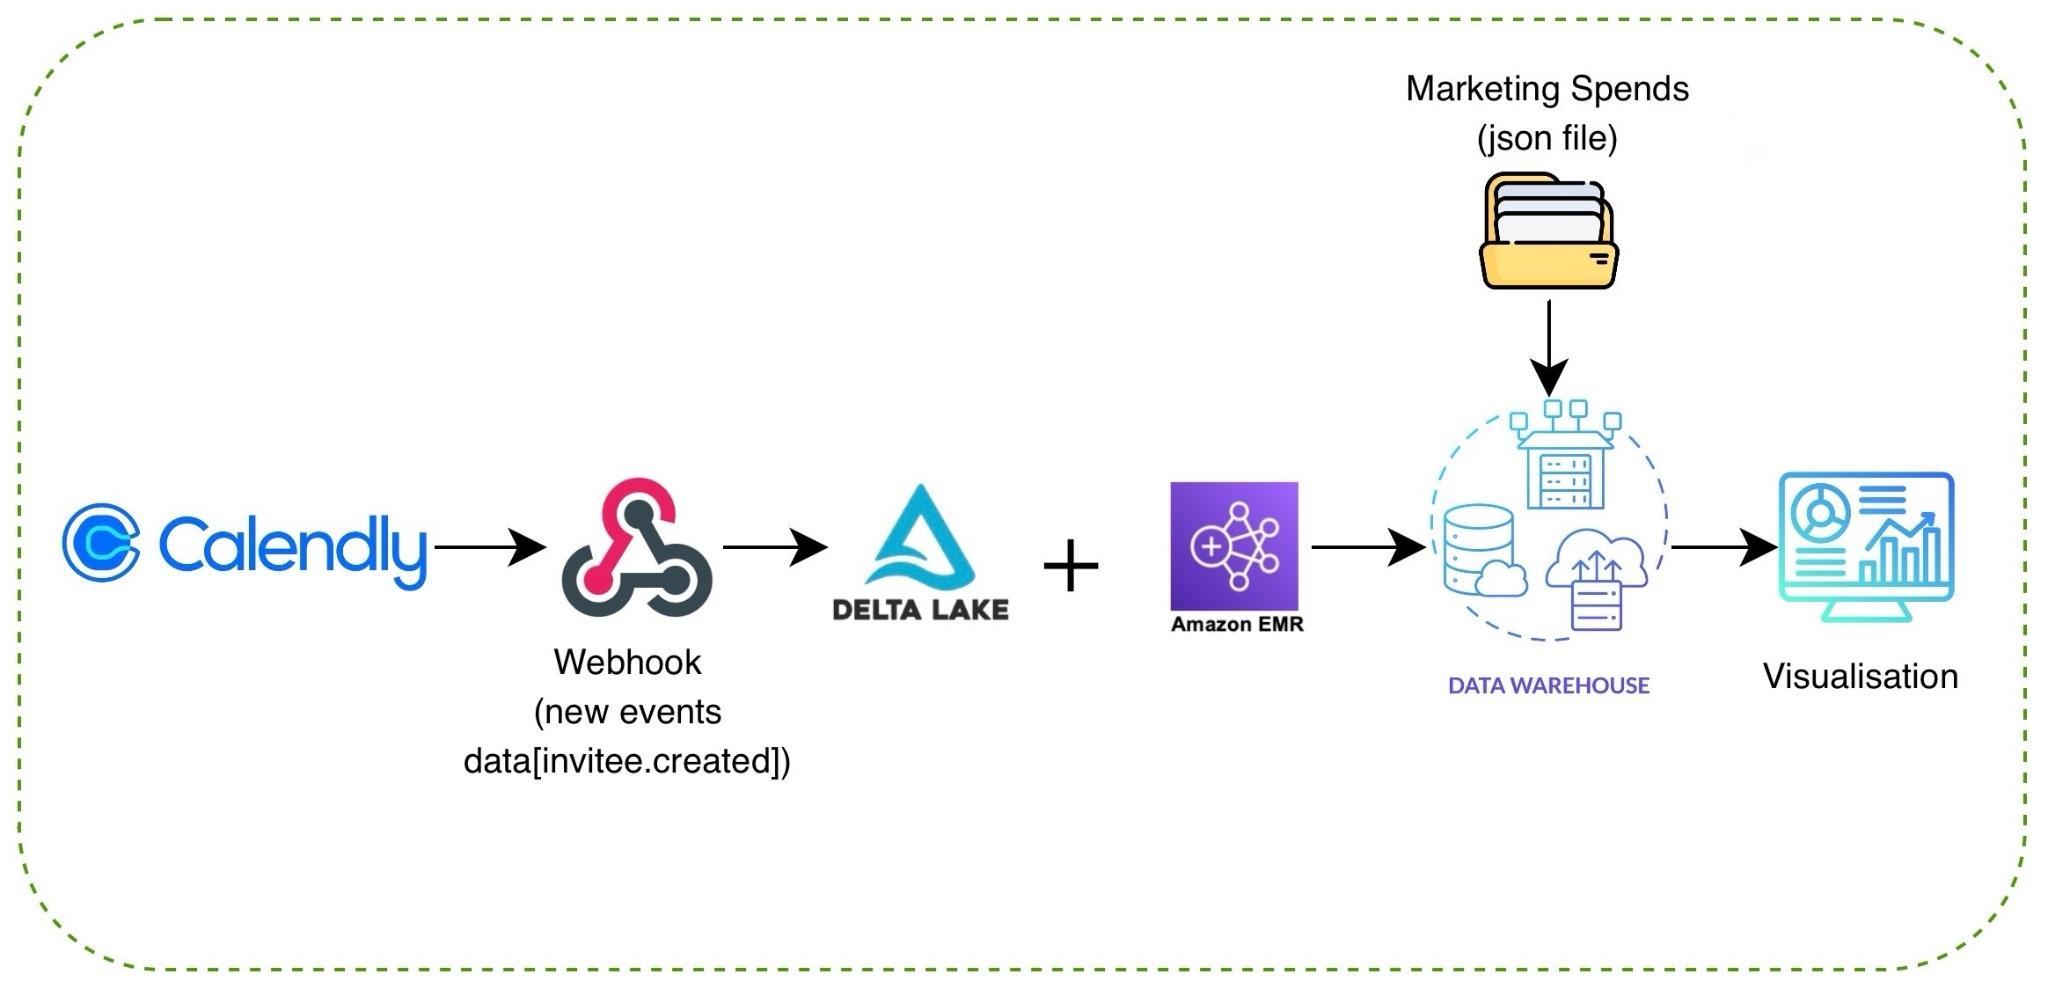 Marketing Spends
(json file)
Calendly
DELTA LAKE
+
Amazon EMR
Webhook
(new events
data[invitee.created])
DATA WAREHOUSE
Visualisation